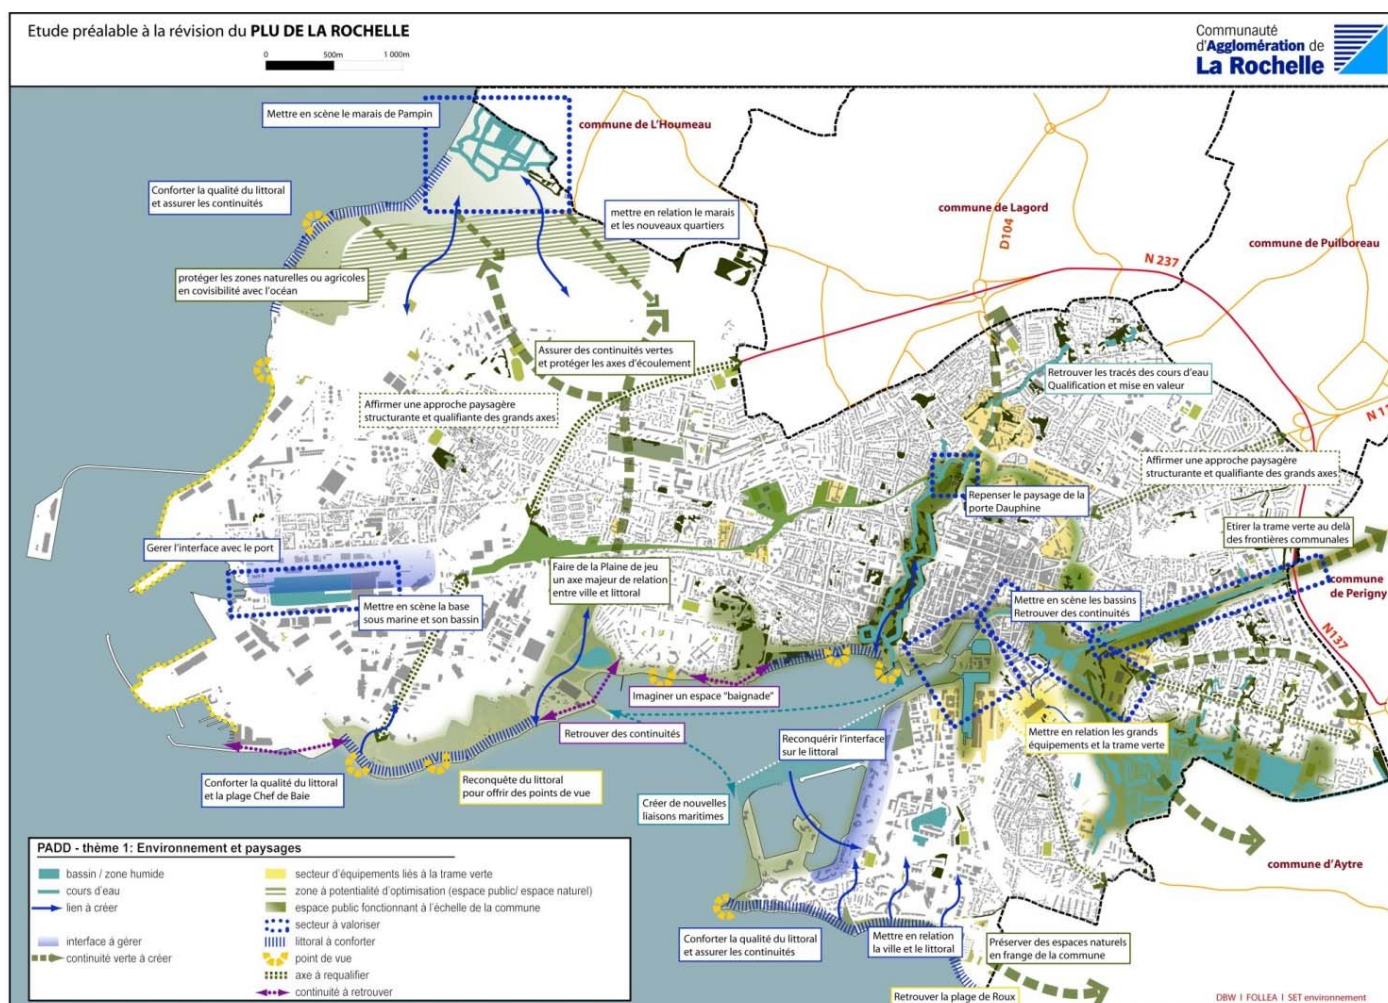 Etude préalable à la révision du PLU DE LA ROCHELLE
0 500m 1 000m
Communauté
d'Agglomération de
La Rochelle
Mettre en scène le marais de Pampin
commune de L'Houmeau
Conforter la qualité du littoral
et assurer les continuités
mettre en relation le marais
et les nouveaux quartiers
commune de Lagord
D104
commune de Puilboreau
N 237
protéger les zones naturelles ou agricoles
en covisibilité avec l'océan
Assurer des continuités vertes
et protéger les axes d'écoulement
Retrouver les tracés des cours d'eau
Qualification et mise en valeur
Affirmer une approche paysagère
structurante et qualifiante des grands axes
N 11
Affirmer une approche paysagère
structurante et qualifiante des grands axes
Repenser le paysage de la
porte Dauphine
Etirer la trame verte au delà
des frontières communales
Gerer l'interface avec le port
Faire de la Plaine de jeu
un axe majeur de relation
entre ville et littoral
commune
de Perigny
Mettre en scène la base
sous marine et son bassin
Mettre en scène les bassins
Retrouver des continuités
N137
Imaginer un espace "baignade"
Retrouver des continuités
Reconquérir l'interface
sur le littoral
Mettre en relation les grands
équipements et la trame verte
Conforter la qualité du littoral
et la plage Chef de Baie
Reconquête du littoral
pour offrir des points de vue
Créer de nouvelles
liaisons maritimes
commune d'Aytre
PADD - thème 1: Environnement et paysages
bassin / zone humide
cours d'eau
lien à créer
interface à gérer
continuité verte à créer
secteur d'équipements liés à la trame verte
zone à potentialité d'optimisation (espace public/ espace naturel)
espace public fonctionnant à l'échelle de la commune
secteur à valoriser
littoral à conforter
point de vue
axe à requalifier
continuité à retrouver
Conforter la qualité du littoral
et assurer les continuités
Mettre en relation
la ville et le littoral
Préserver des espaces naturels
en frange de la commune
Retrouver la plage de Roux
DBW I FOLLEA I SET environnement